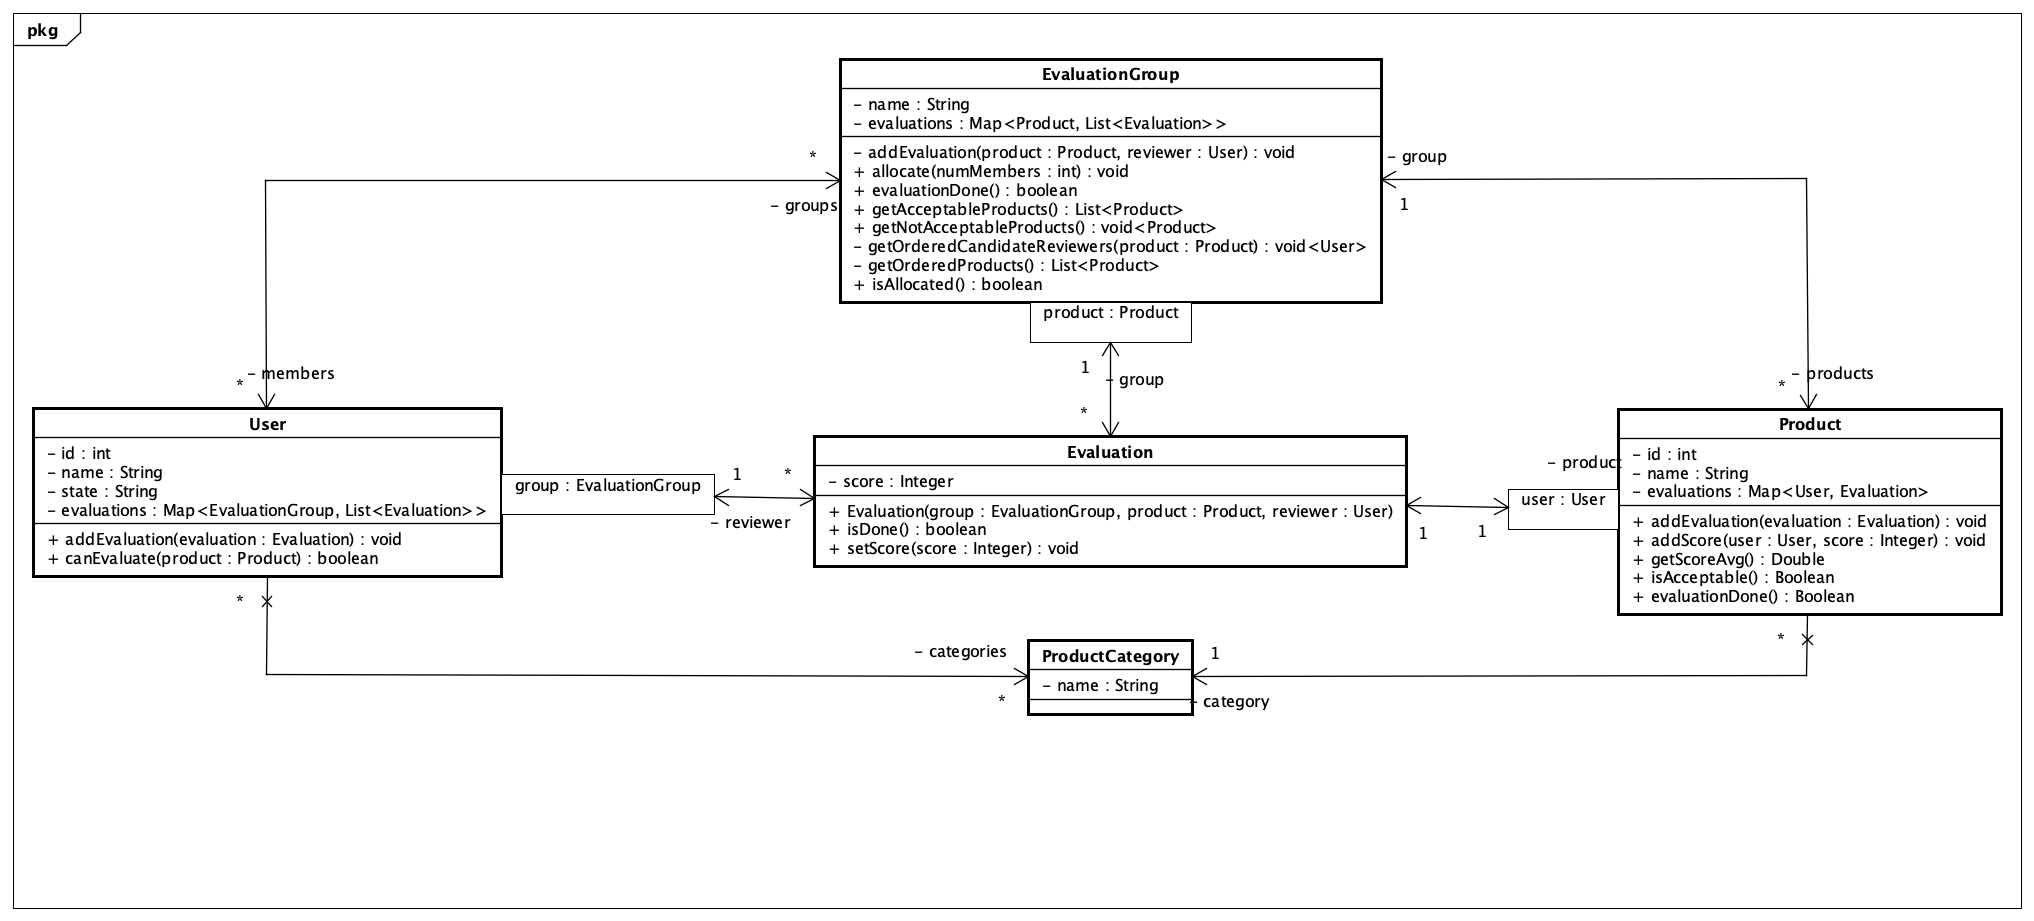 pkg
EvaluationGroup
– name : String
– evaluations : Map<Product, List<Evaluation>>
– addEvaluation(product : Product, reviewer : User) : void
+ allocate(numMembers : int) : void
+ evaluationDone() : boolean
+ getAcceptableProducts() : List<Product>
+ getNotAcceptableProducts() : void<Product>
– getOrderedCandidateReviewers(product : Product) : void<User>
– getOrderedProducts() : List<Product>
+ isAllocated() : boolean
product : Product
*
– groups
– group
1
1
– group
*
– members
*
– products
*
User
– id : int
– name : String
– state : String
– evaluations : Map<EvaluationGroup, List<Evaluation>>
+ addEvaluation(evaluation : Evaluation) : void
+ canEvaluate(product : Product) : boolean
group : EvaluationGroup
1
*
– reviewer
Evaluation
– score : Integer
+ Evaluation(group : EvaluationGroup, product : Product, reviewer : User)
+ isDone() : boolean
+ setScore(score : Integer) : void
– product
user : User
1
1
Product
– id : int
– name : String
– evaluations : Map<User, Evaluation>
+ addEvaluation(evaluation : Evaluation) : void
+ addScore(user : User, score : Integer) : void
+ getScoreAvg() : Double
+ isAcceptable() : Boolean
+ evaluationDone() : Boolean
*
– categories
*
ProductCategory
– name : String
1
– category
*